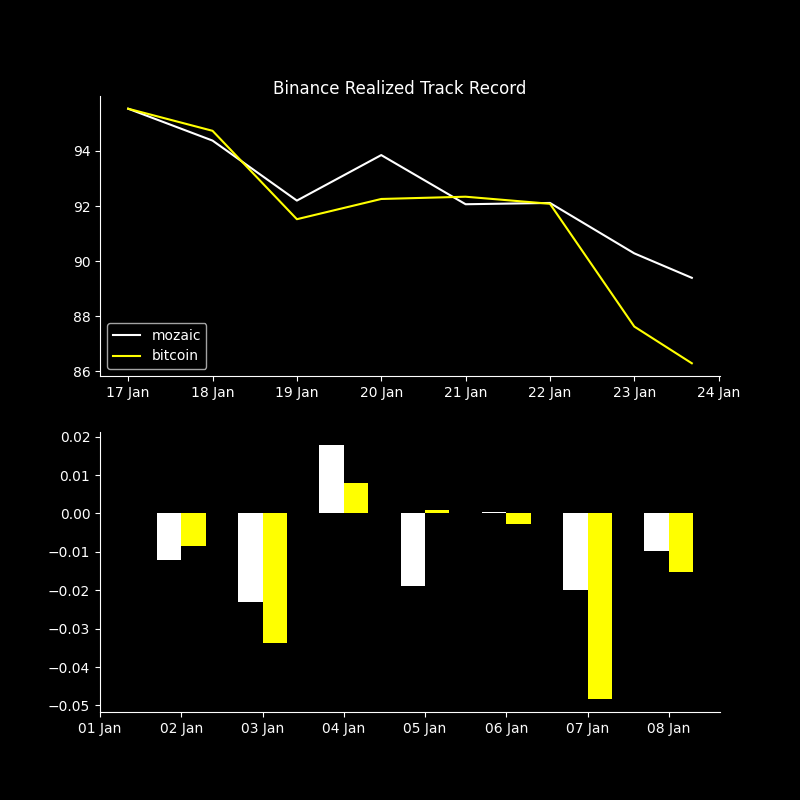 Binance Realized Track Record
94
92
90
88
86
mozaic
bitcoin
17 Jan 18 Jan 19 Jan 20 Jan 21 Jan 22 Jan 23 Jan 24 Jan
0.02
0.01
0.00
−0.01
−0.02
−0.03
−0.04
−0.05
01 Jan 02 Jan 03 Jan 04 Jan 05 Jan 06 Jan 07 Jan 08 Jan